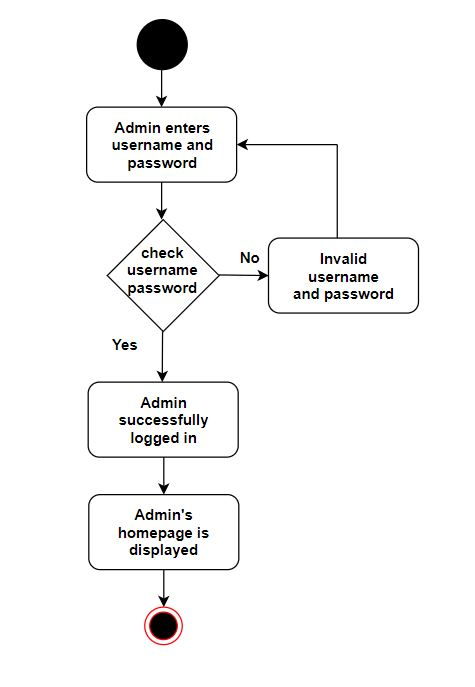 Admin enters
username and
password
check
username
password
No
Invalid
username
and password
Yes
Admin
successfully
logged in
Admin's
homepage is
displayed